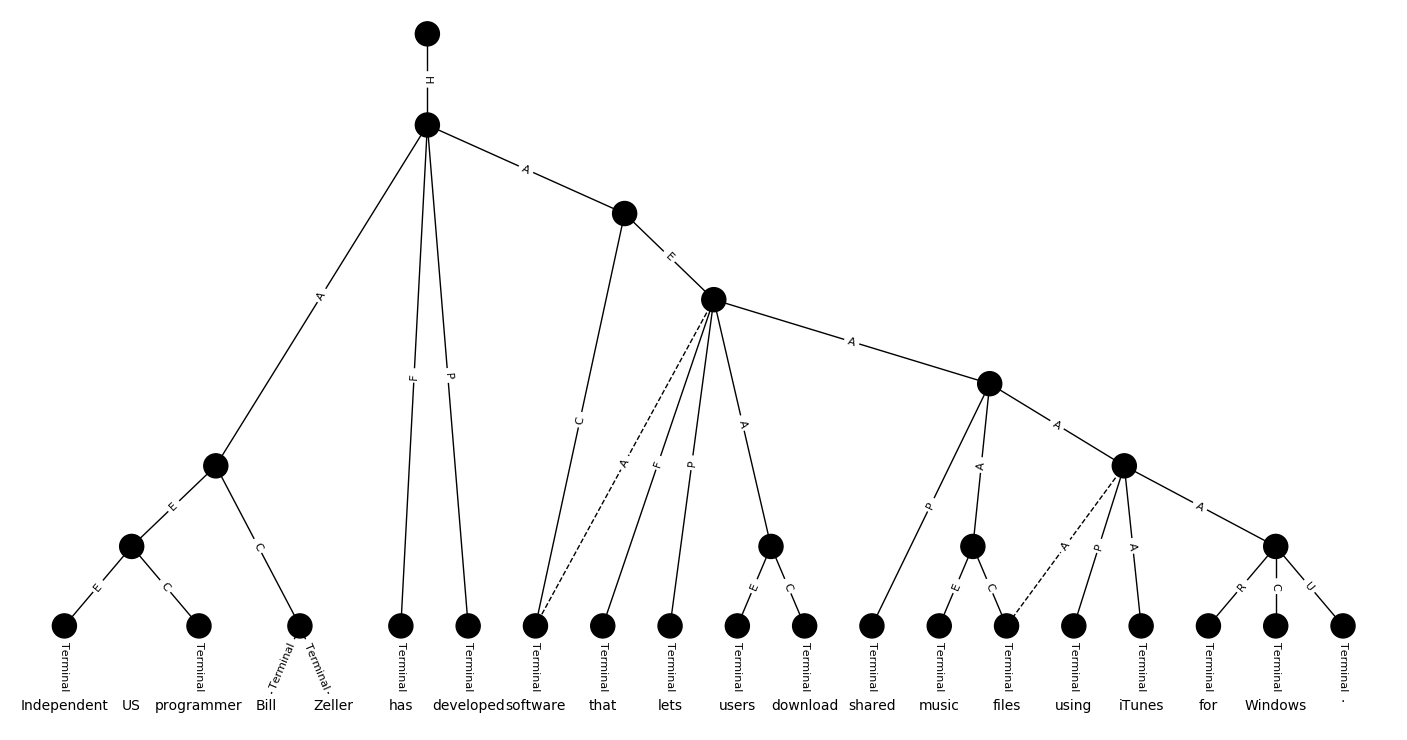 H
A
E
A
A
F
P
C
A
A
A
F
P
A
P
A
E
C
A
P
A
A
E
C
E
C
E
C
R
C
U
Terminal Terminal Terminal Terminal Terminal Terminal Terminal Terminal Terminal Terminal Terminal Terminal Terminal Terminal Terminal Terminal Terminal Terminal Terminal
Independent US programmer Bill Zeller has developed software that lets users download shared music files using iTunes for Windows .